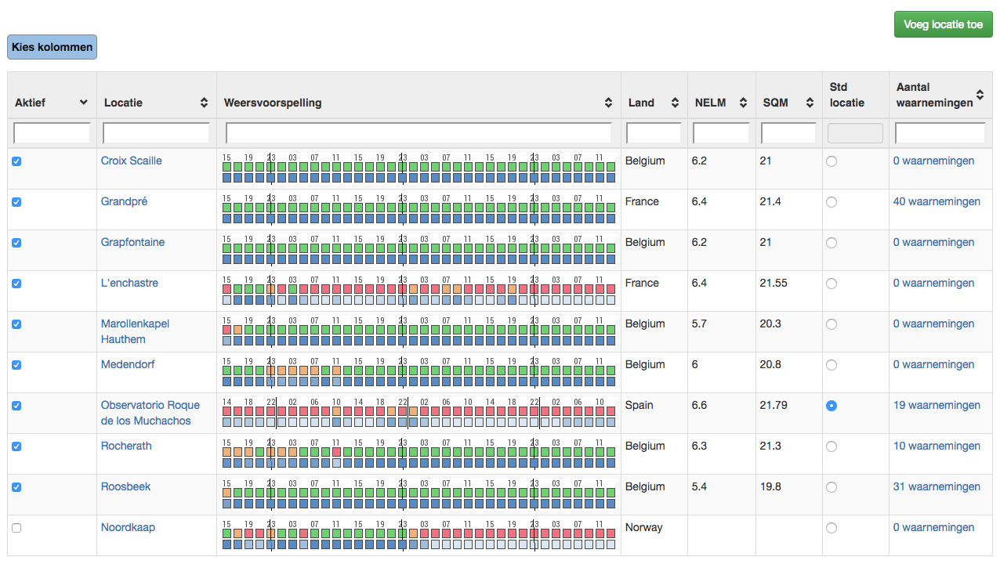 Voeg locatie toe
Kies kolommen
Aktief Locatie Weersvoorspelling Land NELM SQM Std locatie Aantal waarnemingen
15 19 23 03 07 11 15 19 23 03 07 11 15 19 23 03 07 11
Croix Scaille Belgium 6.2 21 0 waarnemingen
15 19 23 03 07 11 15 19 23 03 07 11 15 19 23 03 07 11
Grandpré France 6.4 21.4 40 waarnemingen
15 19 23 03 07 11 15 19 23 03 07 11 15 19 23 03 07 11
Grapfontaine Belgium 6.2 21 0 waarnemingen
15 19 23 03 07 11 15 19 23 03 07 11 15 19 23 03 07 11
L'enchastre France 6.4 21.55 0 waarnemingen
15 19 23 03 07 11 15 19 23 03 07 11 15 19 23 03 07 11
Marollenkapel Belgium 5.7 20.3 0 waarnemingen
Hauthem
15 19 23 03 07 11 15 19 23 03 07 11 15 19 23 03 07 11
Medendorf Belgium 6 20.8 0 waarnemingen
14 18 22 02 06 10 14 18 22 02 06 10 14 18 22 02 06 10
Observatorio Roque Spain 6.6 21.79 19 waarnemingen
de los Muchachos
15 19 23 03 07 11 15 19 23 03 07 11 15 19 23 03 07 11
Rocherath Belgium 6.3 21.3 10 waarnemingen
15 19 23 03 07 11 15 19 23 03 07 11 15 19 23 03 07 11
Roosbeek Belgium 5.4 19.8 31 waarnemingen
15 19 23 03 07 11 15 19 23 03 07 11 15 19 23 03 07 11
Noordkaap Norway 0 waarnemingen